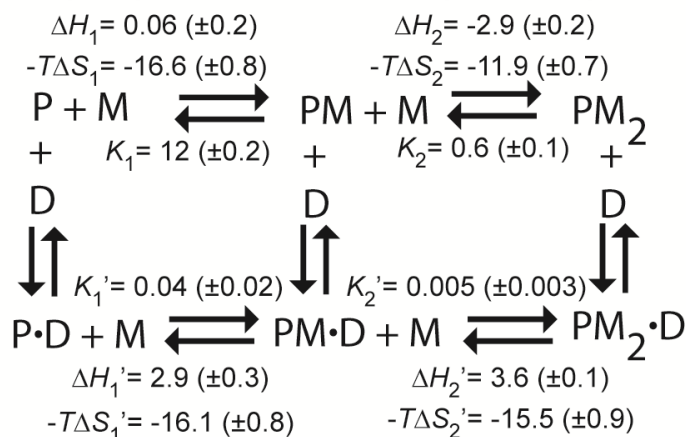 ΔH₁ = 0.06 (±0.2) ΔH₂ = -2.9 (±0.2)
-TΔS₁ = -16.6 (±0.8) -TΔS₂ = -11.9 (±0.7)
P + M PM + M PM₂
K₁ = 12 (±0.2) K₂ = 0.6 (±0.1)
+ + +
D D D
K₁’ = 0.04 (±0.02) K₂’ = 0.005 (±0.003)
P•D + M PM•D + M PM₂•D
ΔH₁’ = 2.9 (±0.3) ΔH₂’ = 3.6 (±0.1)
-TΔS₁’ = -16.1 (±0.8) -TΔS₂’ = -15.5 (±0.9)